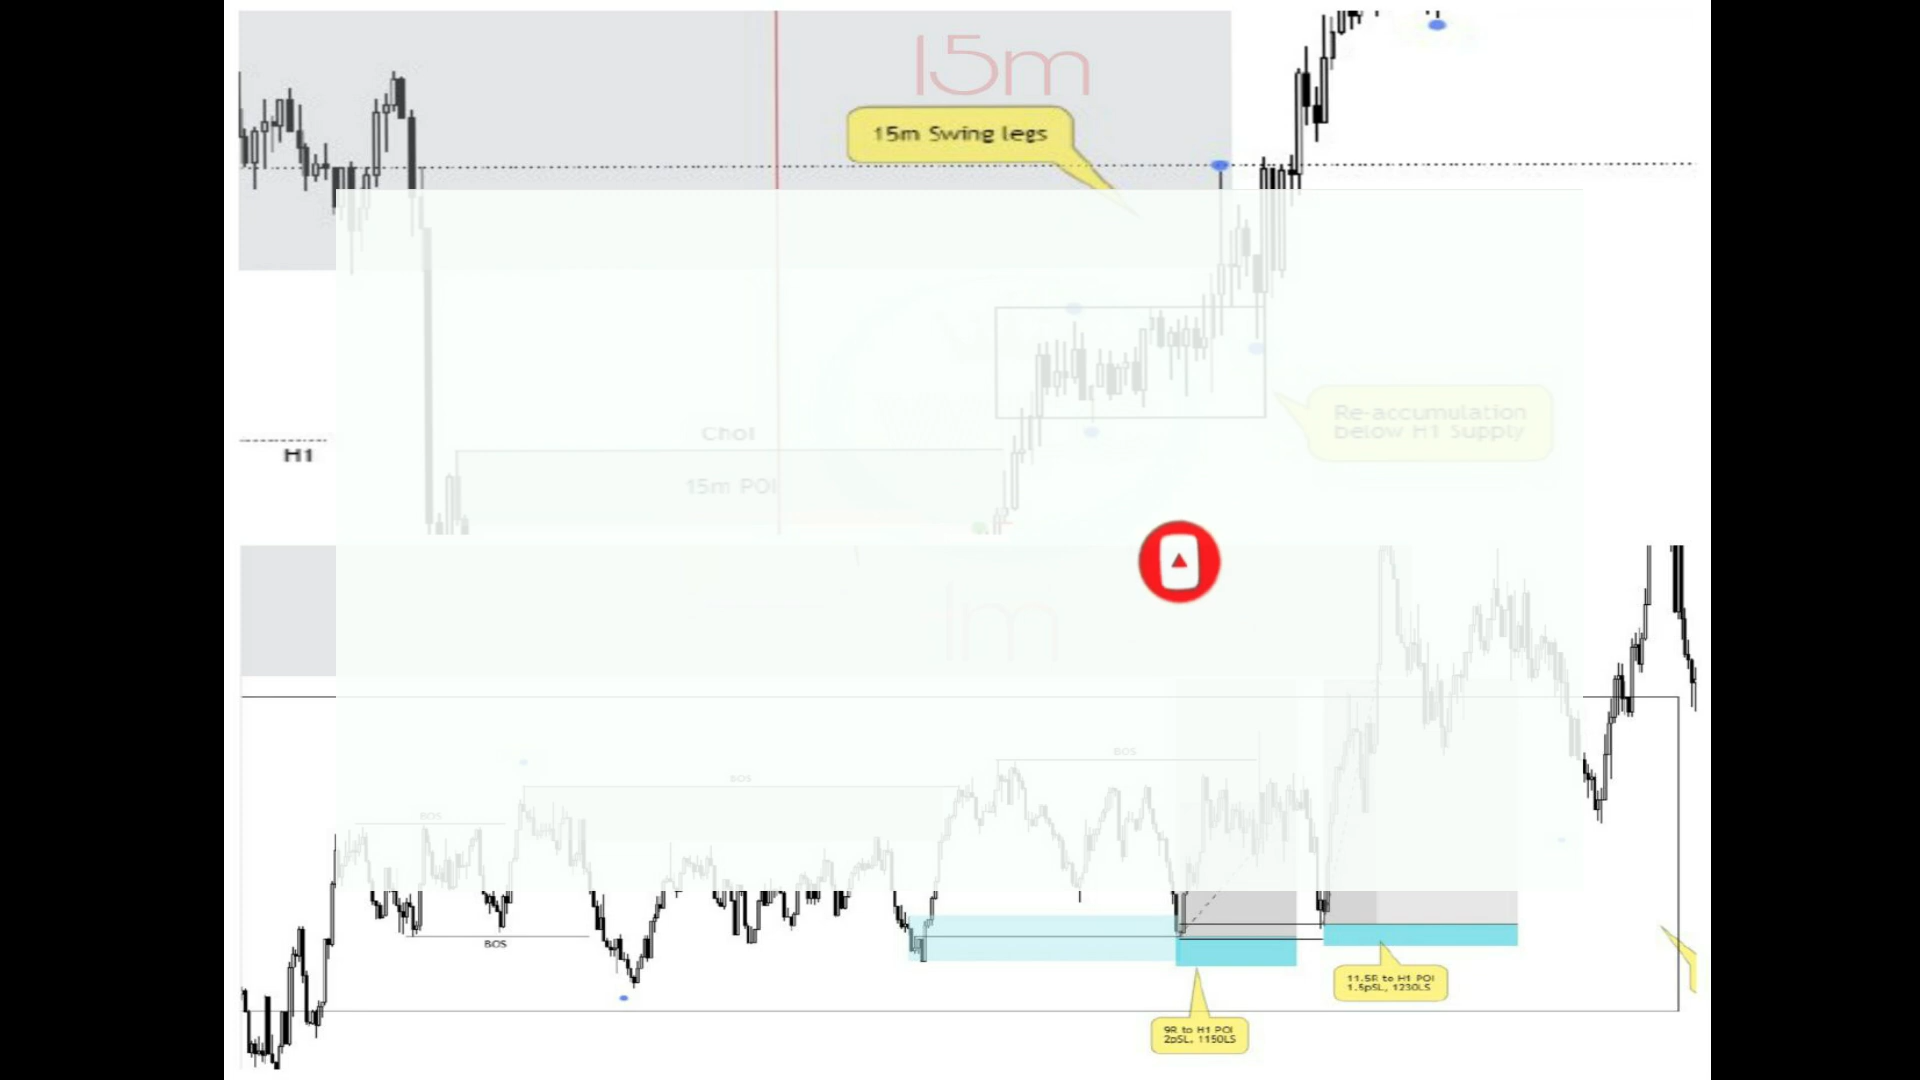 15m
15m Swing legs
Re-accumulation
below H1 Supply
ChoI
H1
15m POI
1m
BOS
BOS
BOS
BOS
11.5R to H1 POI
1.5pSL, 1230LS
9R to H1 POI
2pSL, 1150LS